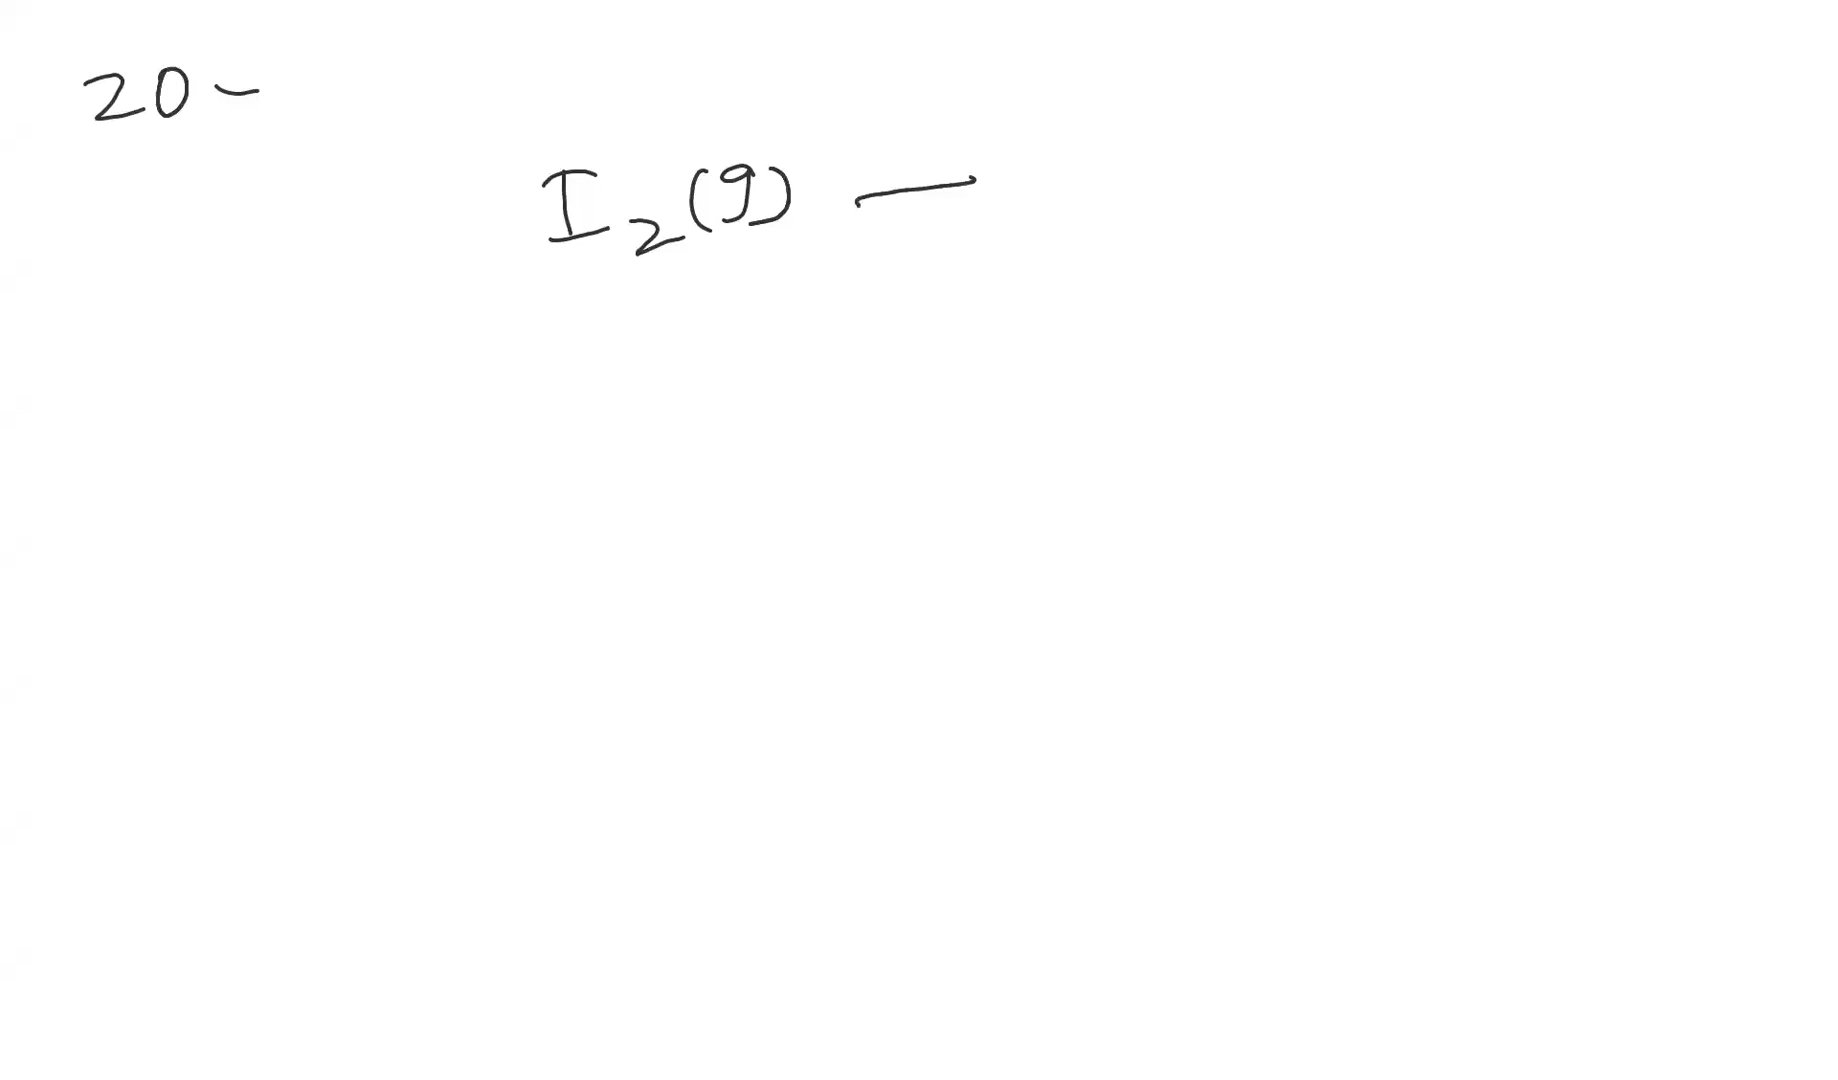 20-
I₂(g) —